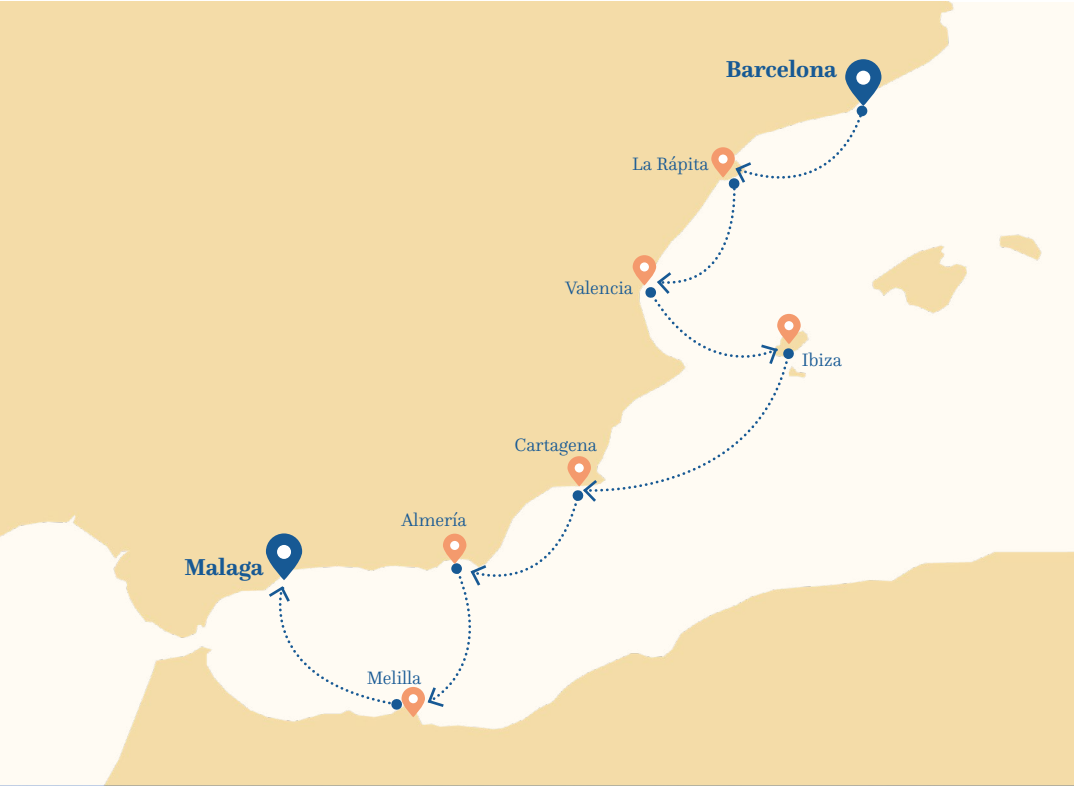 Barcelona
La Rápita
Valencia
Ibiza
Cartagena
Almería
Malaga
Melilla